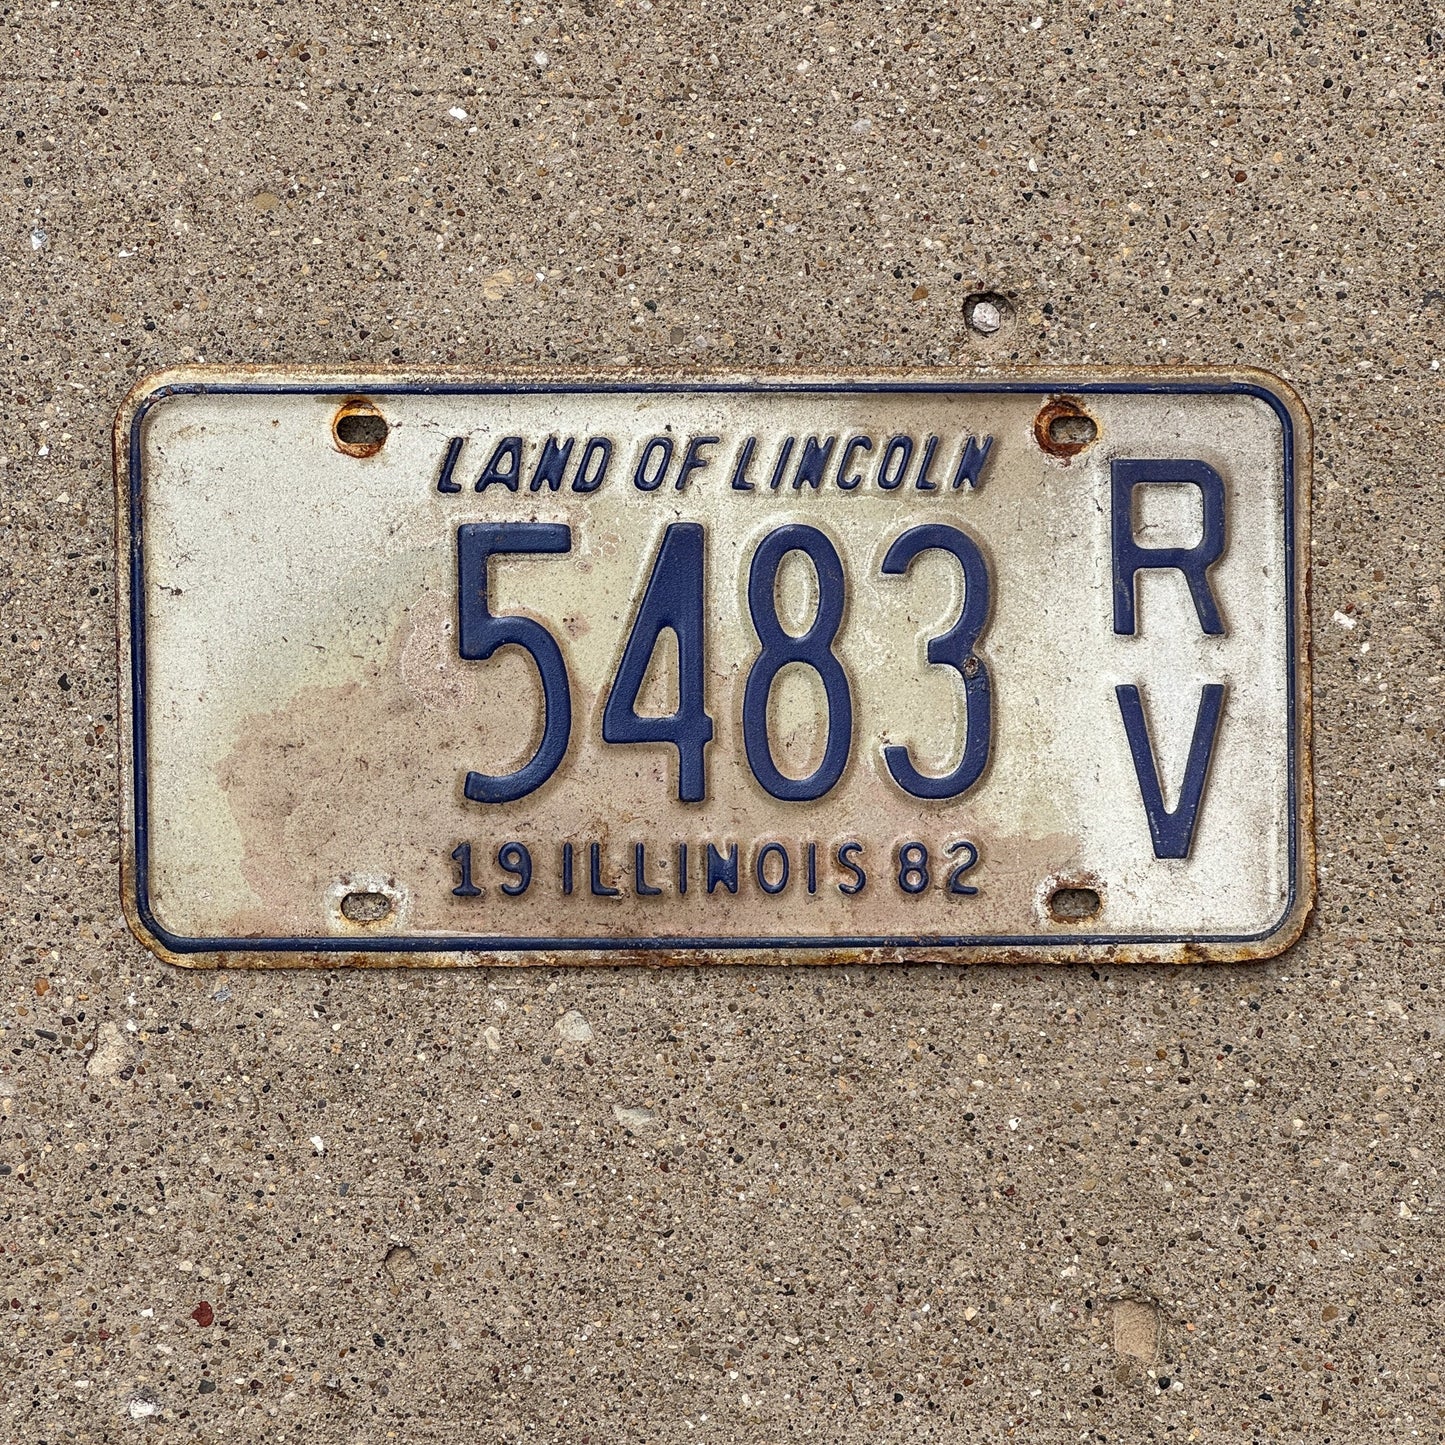 LAND OF LINCOLN
5483
RV
19 ILLINOIS 82